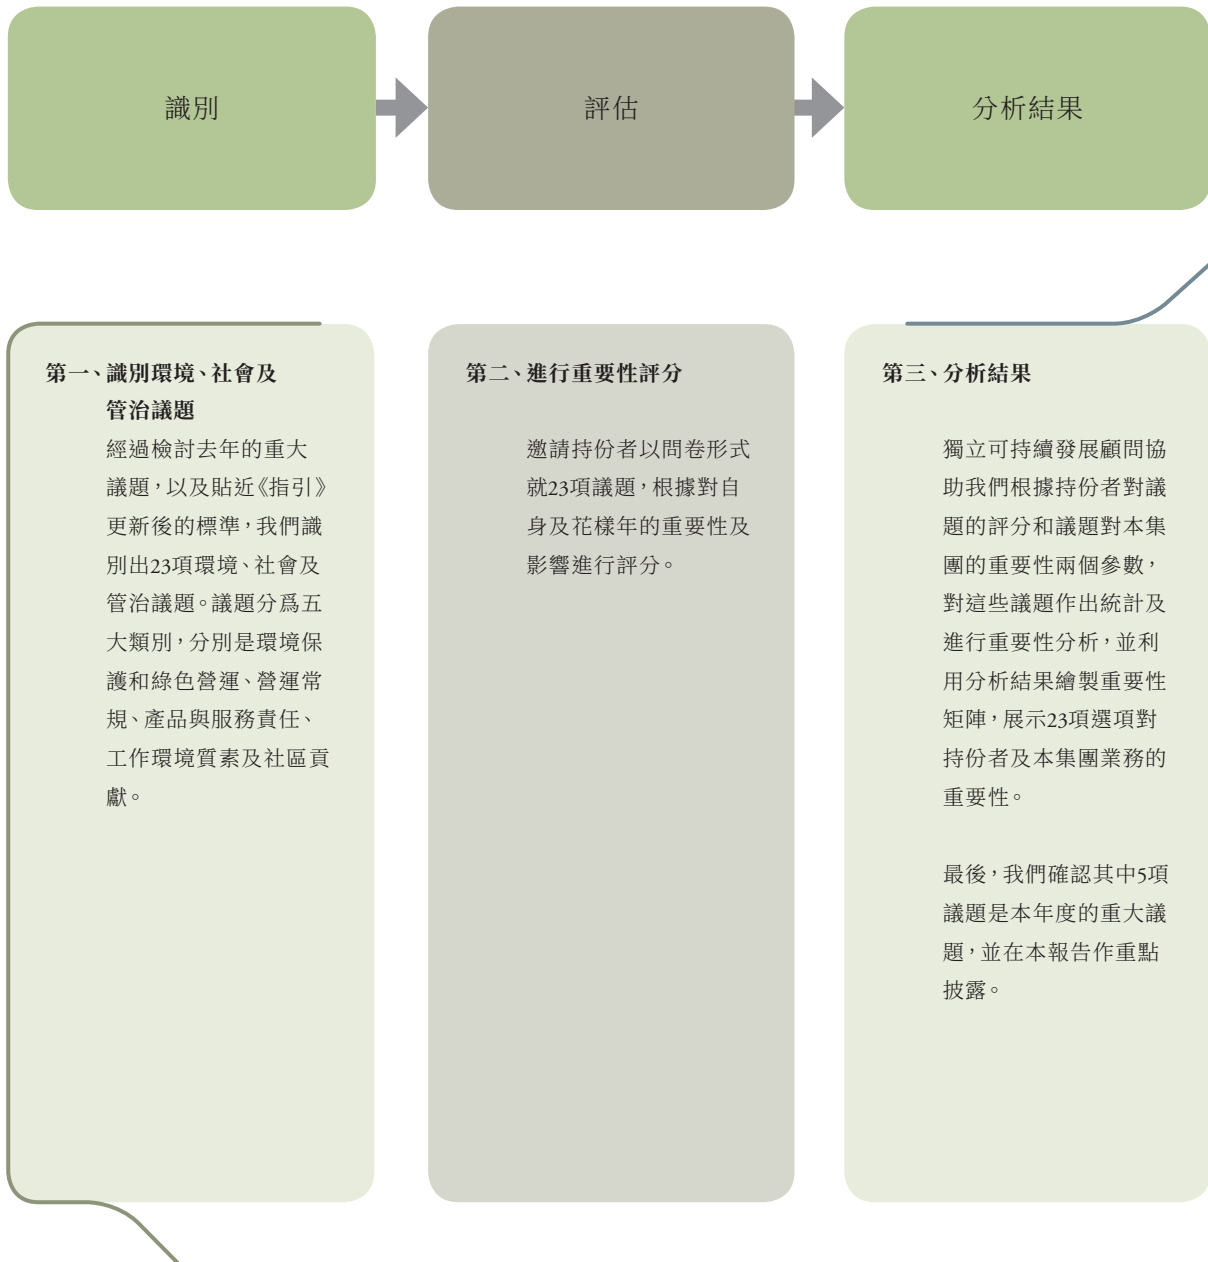 識別
評估
分析結果
第一、識別環境、社會及
管治議題
經過檢討去年的重大
議題，以及貼近《指引》
更新後的標準，我們識
別出23項環境、社會及
管治議題。議題分爲五
大類別，分別是環境保
護和綠色營運、營運常
規、產品與服務責任、
工作環境質素及社區貢
獻。
第二、進行重要性評分
邀請持份者以問卷形式
就23項議題，根據對自
身及花樣年的重要性及
影響進行評分。
第三、分析結果
獨立可持續發展顧問協
助我們根據持份者對議
題的評分和議題對本集
團的重要性兩個參數，
對這些議題作出統計及
進行重要性分析，並利
用分析結果繪製重要性
矩陣，展示23項選項對
持份者及本集團業務的
重要性。
最後，我們確認其中5項
議題是本年度的重大議
題，並在本報告作重點
披露。